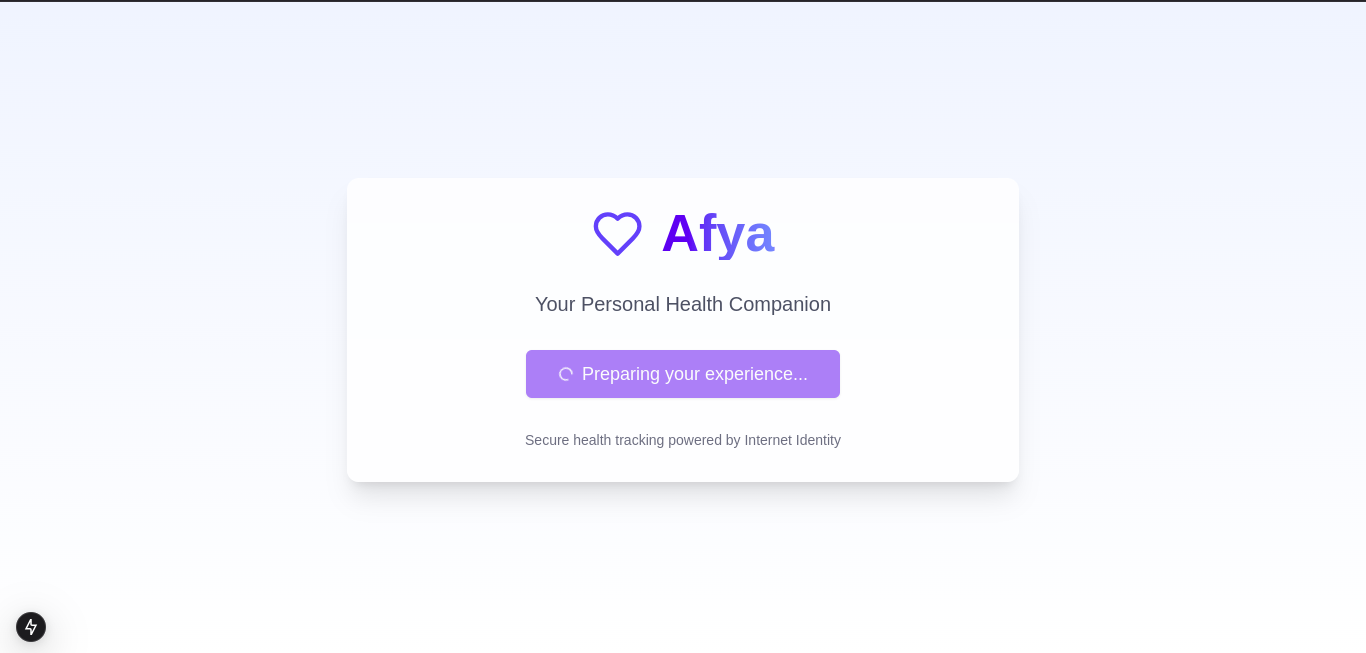 Afya
Your Personal Health Companion
Preparing your experience...
Secure health tracking powered by Internet Identity